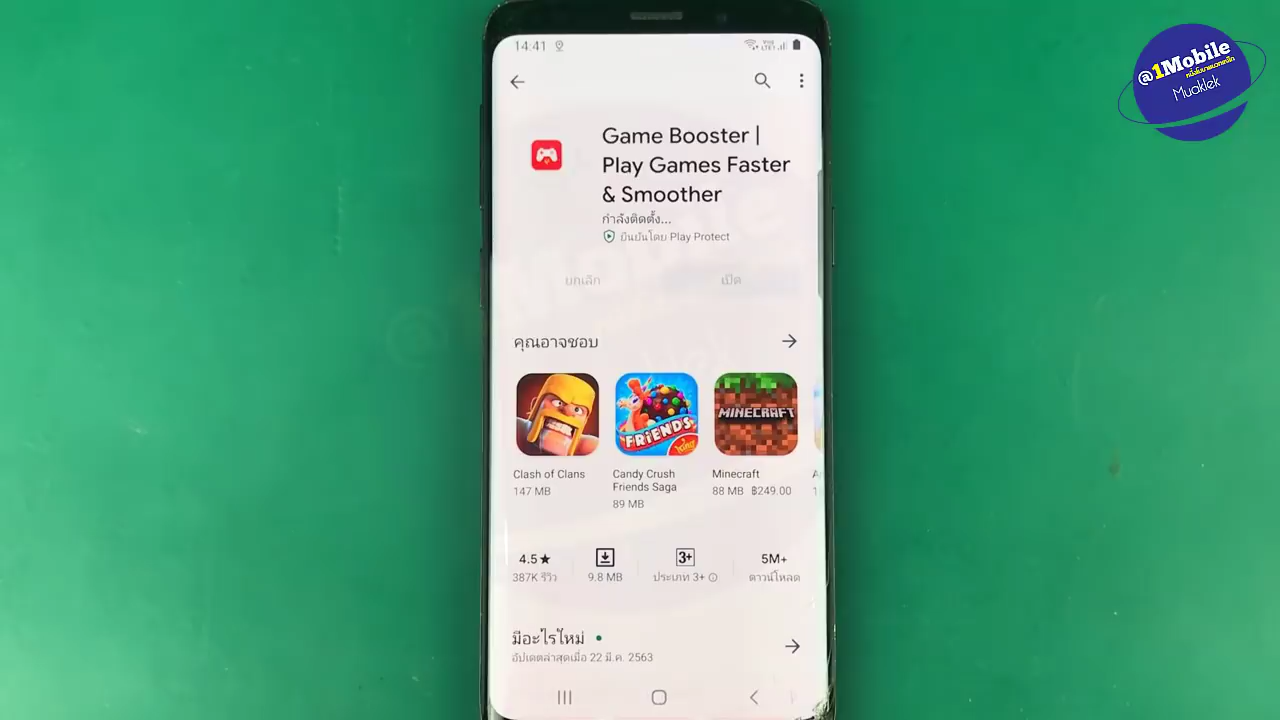 14:41
@1Mobile
Muaklek
Game Booster |
Play Games Faster
& Smoother
กำลังติดตั้ง...
ยืนยันโดย Play Protect
ยกเลิก
เปิด
คุณอาจชอบ
MINECRAFT
FRIENDS
King
Clash of Clans
147 MB
Candy Crush
Friends Saga
89 MB
Minecraft
88 MB ฿249.00
4.5★
387K รีวิว
9.8 MB
3+
ประเภท 3+
5M+
ดาวน์โหลด
มีอะไรใหม่
อัปเดตล่าสุดเมื่อ 22 มี.ค. 2563